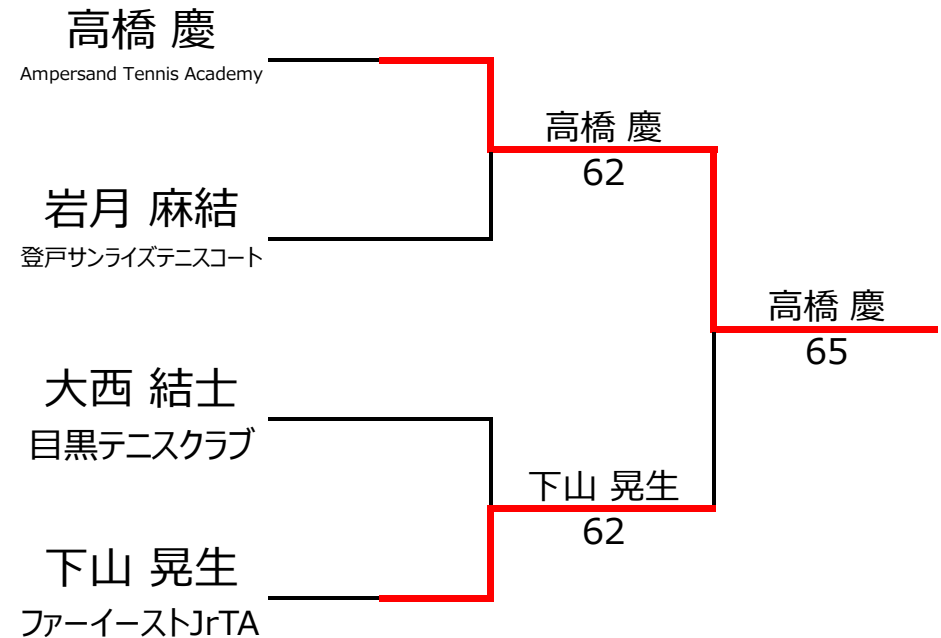 高橋 慶
Ampersand Tennis Academy
高橋 慶
62
岩月 麻結
登戸サンライズテニスコート
高橋 慶
65
大西 結士
目黒テニスクラブ
下山 晃生
62
下山 晃生
ファーイーストJrTA